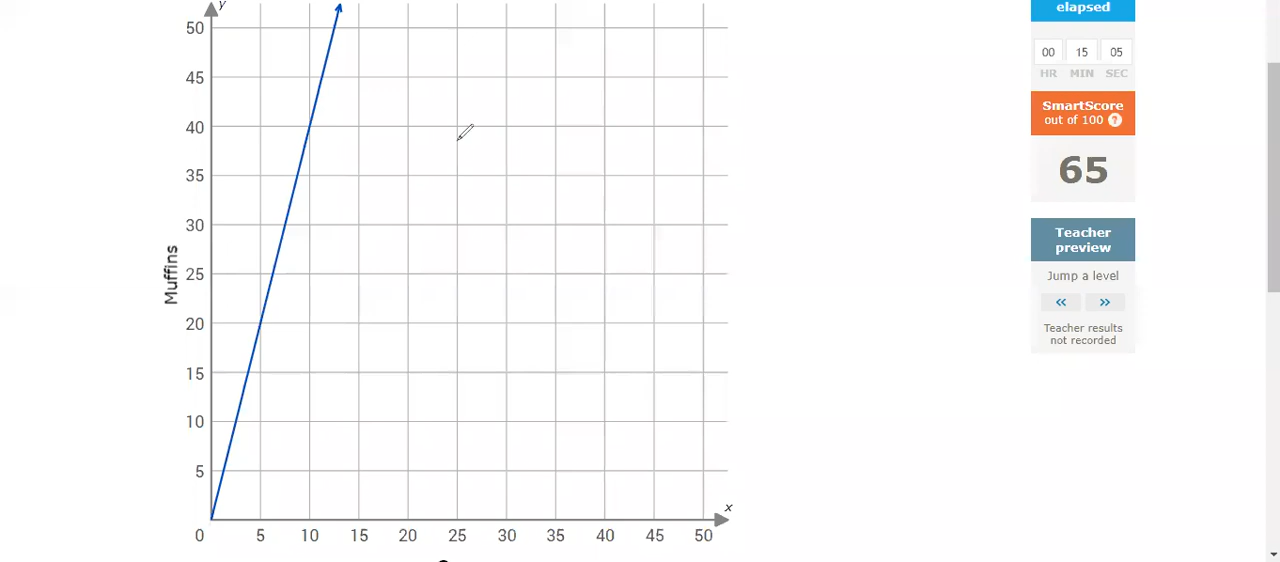 y
50
45
40
35
30
25
20
15
10
5
Muffins
0 5 10 15 20 25 30 35 40 45 50
x
elapsed
00 15 05
HR MIN SEC
SmartScore
out of 100 ?
65
Teacher
preview
Jump a level
<< >>
Teacher results
not recorded